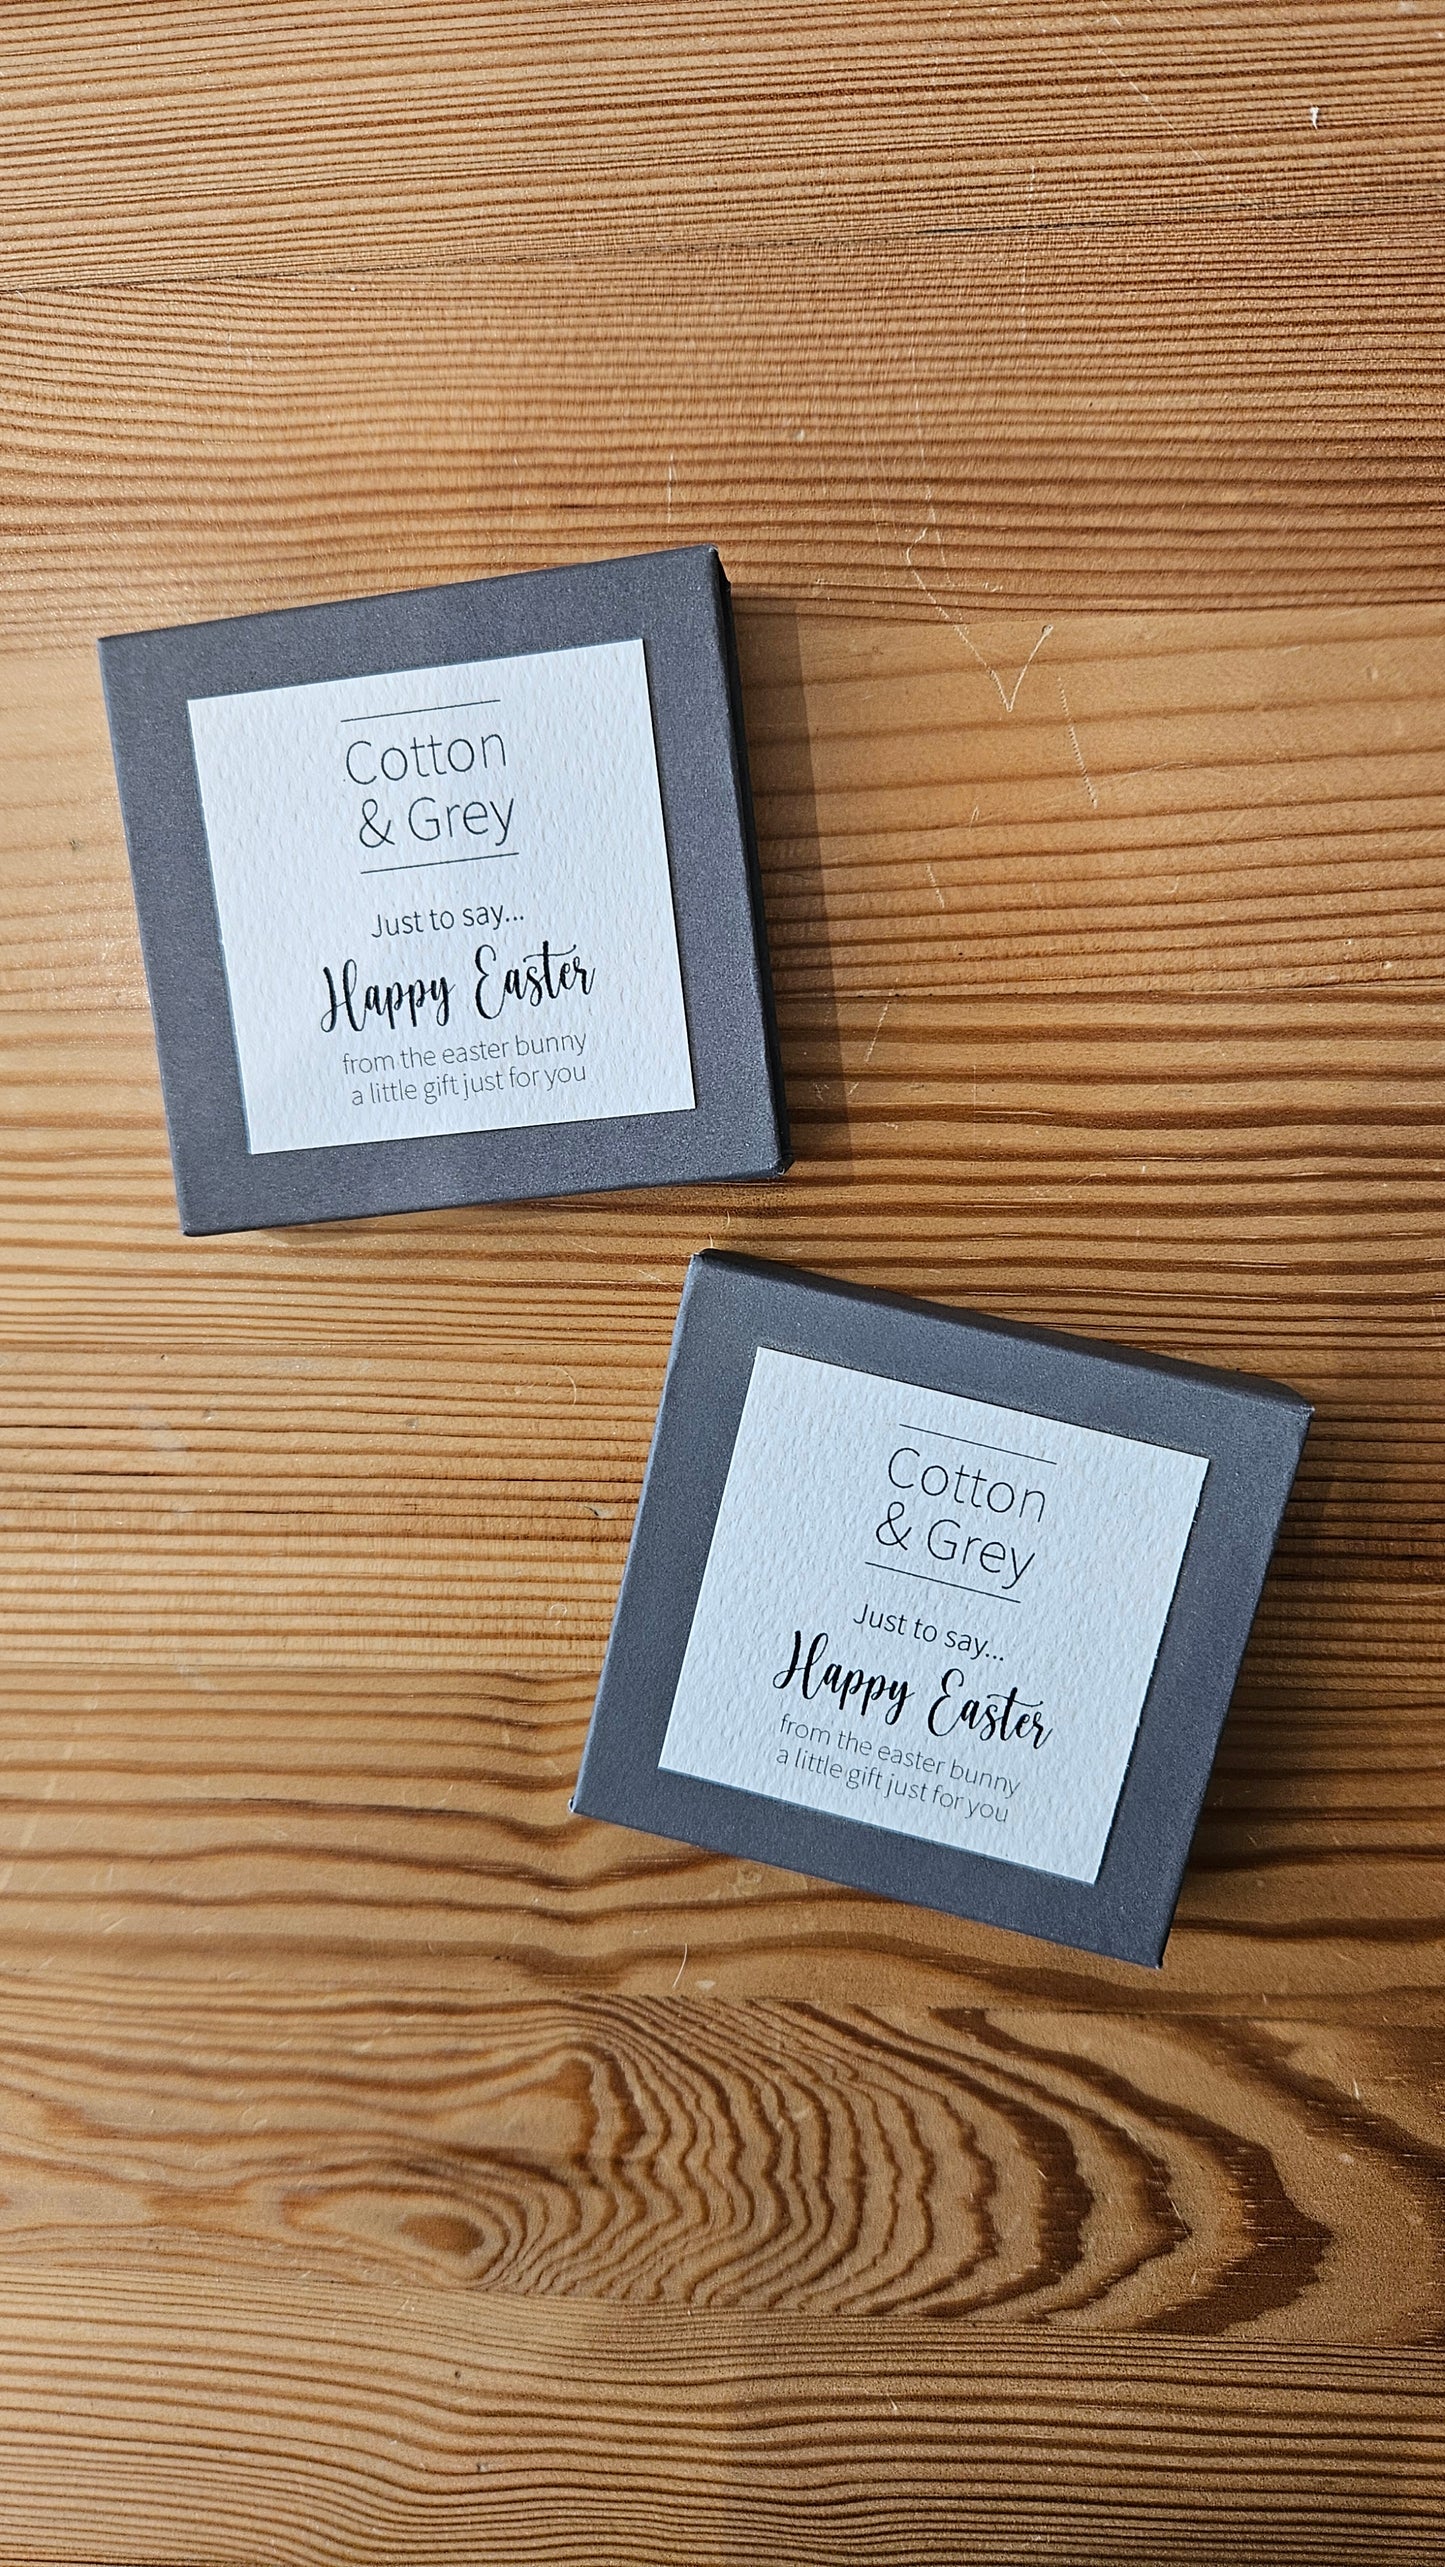 Cotton
& Grey
Just to say...
Happy Easter
from the easter bunny
a little gift just for you
Cotton
& Grey
Just to say...
Happy Easter
from the easter bunny
a little gift just for you